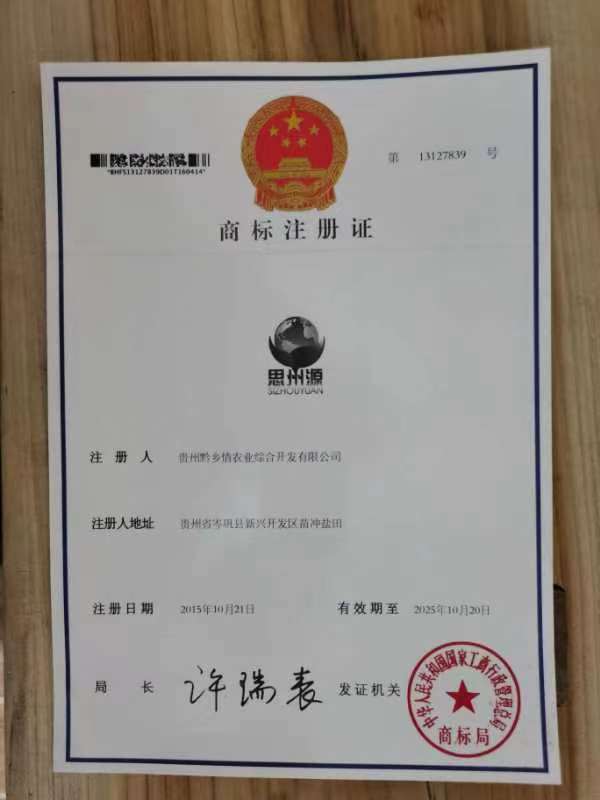 *BHFS13127839D01T160414*
第 13127839 号
商标注册证
思州源
SIZHOUYUAN
注册人 贵州黔乡情农业综合开发有限公司
注册人地址 贵州省岑巩县新兴开发区苗冲盐田
注册日期 2015年10月21日 有效期至 2025年10月20日
局长 许瑞表 发证机关
中华人民共和国国家工商行政管理总局
商标局